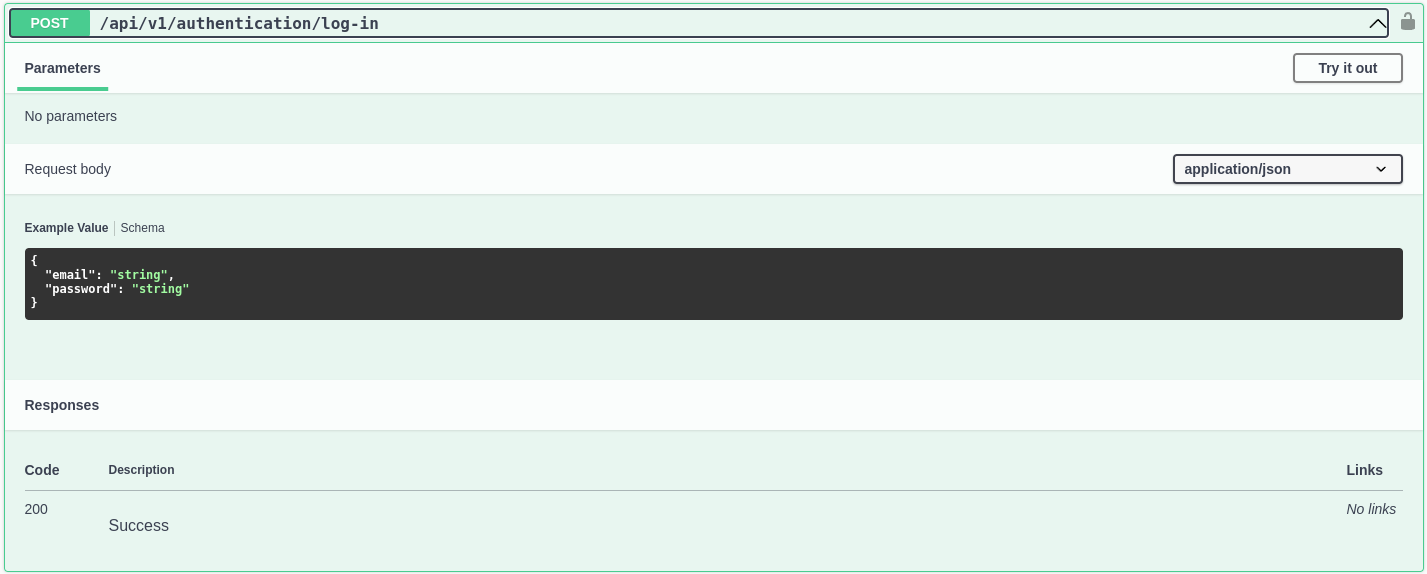 POST /api/v1/authentication/log-in
Parameters Try it out
No parameters
Request body application/json
Example Value Schema
{
  "email": "string",
  "password": "string"
}
Responses
Code Description Links
200 No links
Success